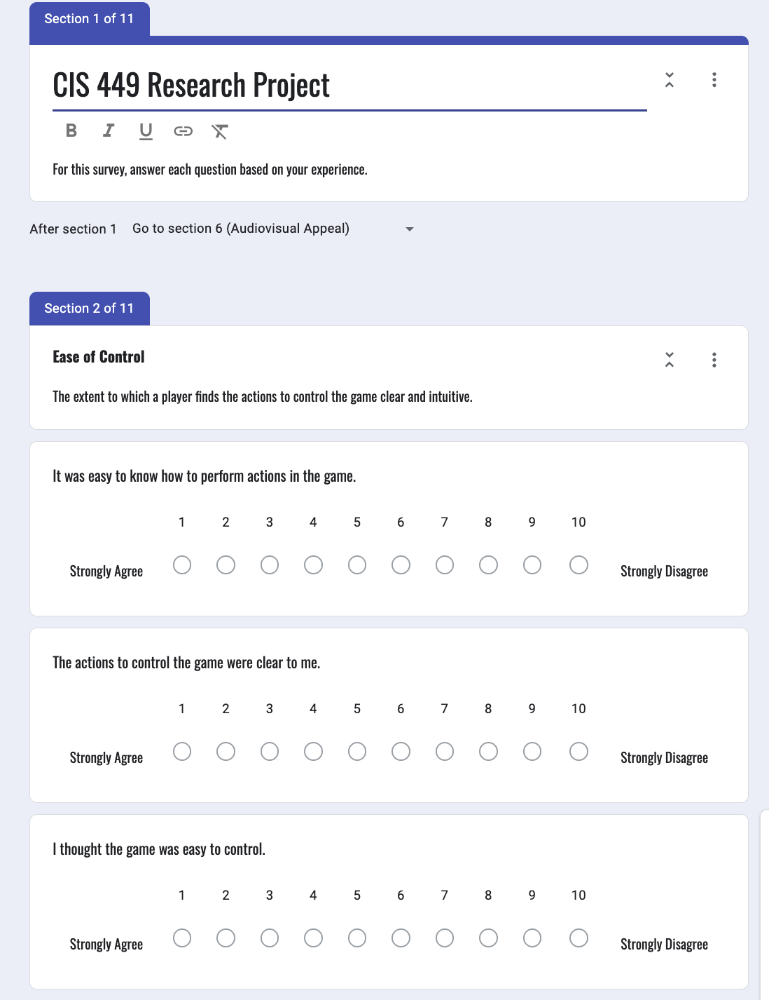 Section 1 of 11
CIS 449 Research Project
B I U
For this survey, answer each question based on your experience.
After section 1 Go to section 6 (Audiovisual Appeal)
Section 2 of 11
Ease of Control
The extent to which a player finds the actions to control the game clear and intuitive.
It was easy to know how to perform actions in the game.
1 2 3 4 5 6 7 8 9 10
Strongly Agree Strongly Disagree
The actions to control the game were clear to me.
1 2 3 4 5 6 7 8 9 10
Strongly Agree Strongly Disagree
I thought the game was easy to control.
1 2 3 4 5 6 7 8 9 10
Strongly Agree Strongly Disagree